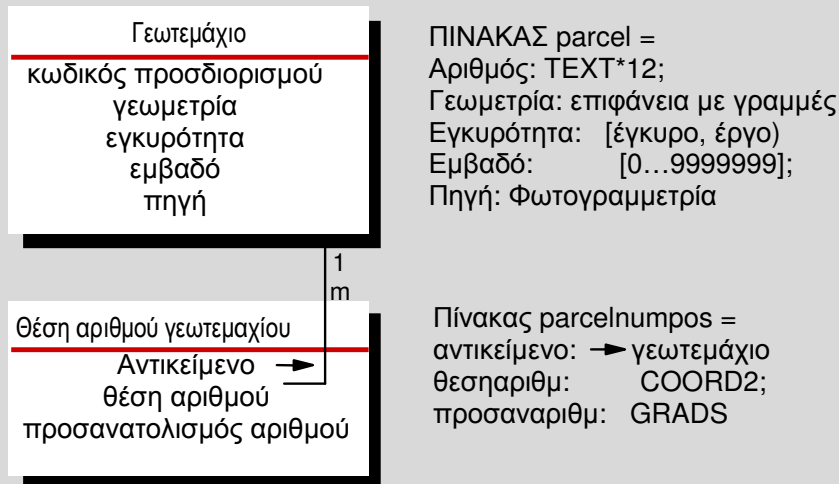 Γεωτεμάχιο
κωδικός προσδιορισμού
γεωμετρία
εγκυρότητα
εμβαδό
πηγή
ΠΙΝΑΚΑΣ parcel =
Αριθμός: TEXT*12;
Γεωμετρία: επιφάνεια με γραμμές
Εγκυρότητα: [έγκυρο, έργο)
Εμβαδό: [0…9999999];
Πηγή: Φωτογραμμετρία
1
m
Θέση αριθμού γεωτεμαχίου
Αντικείμενο →
θέση αριθμού
προσανατολισμός αριθμού
Πίνακας parcelnumpos =
αντικείμενο: → γεωτεμάχιο
θεσηαριθμ: COORD2;
προσαναριθμ: GRADS